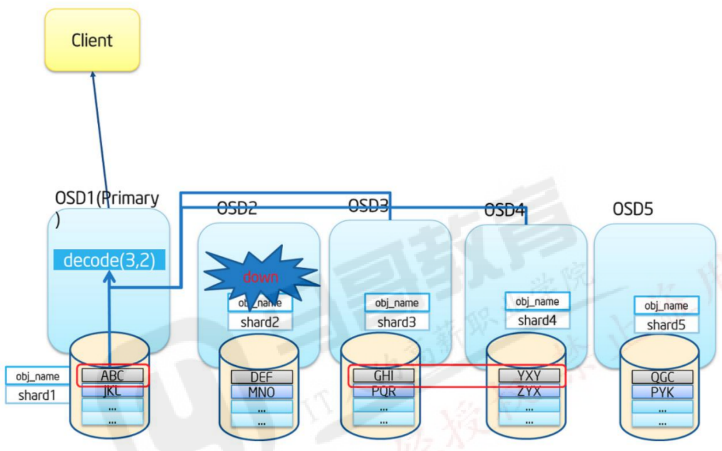 Client
OSD1(Primary
)
OSD2
OSD3
OSD4
OSD5
decode(3,2)
down
obj_name
shard2
obj_name
shard3
obj_name
shard4
obj_name
shard5
obj_name
shard1
ABC
JKL
...
...
DEF
MNO
...
...
GHI
PQR
...
...
YXY
ZYX
...
...
QGC
PYK
...
...